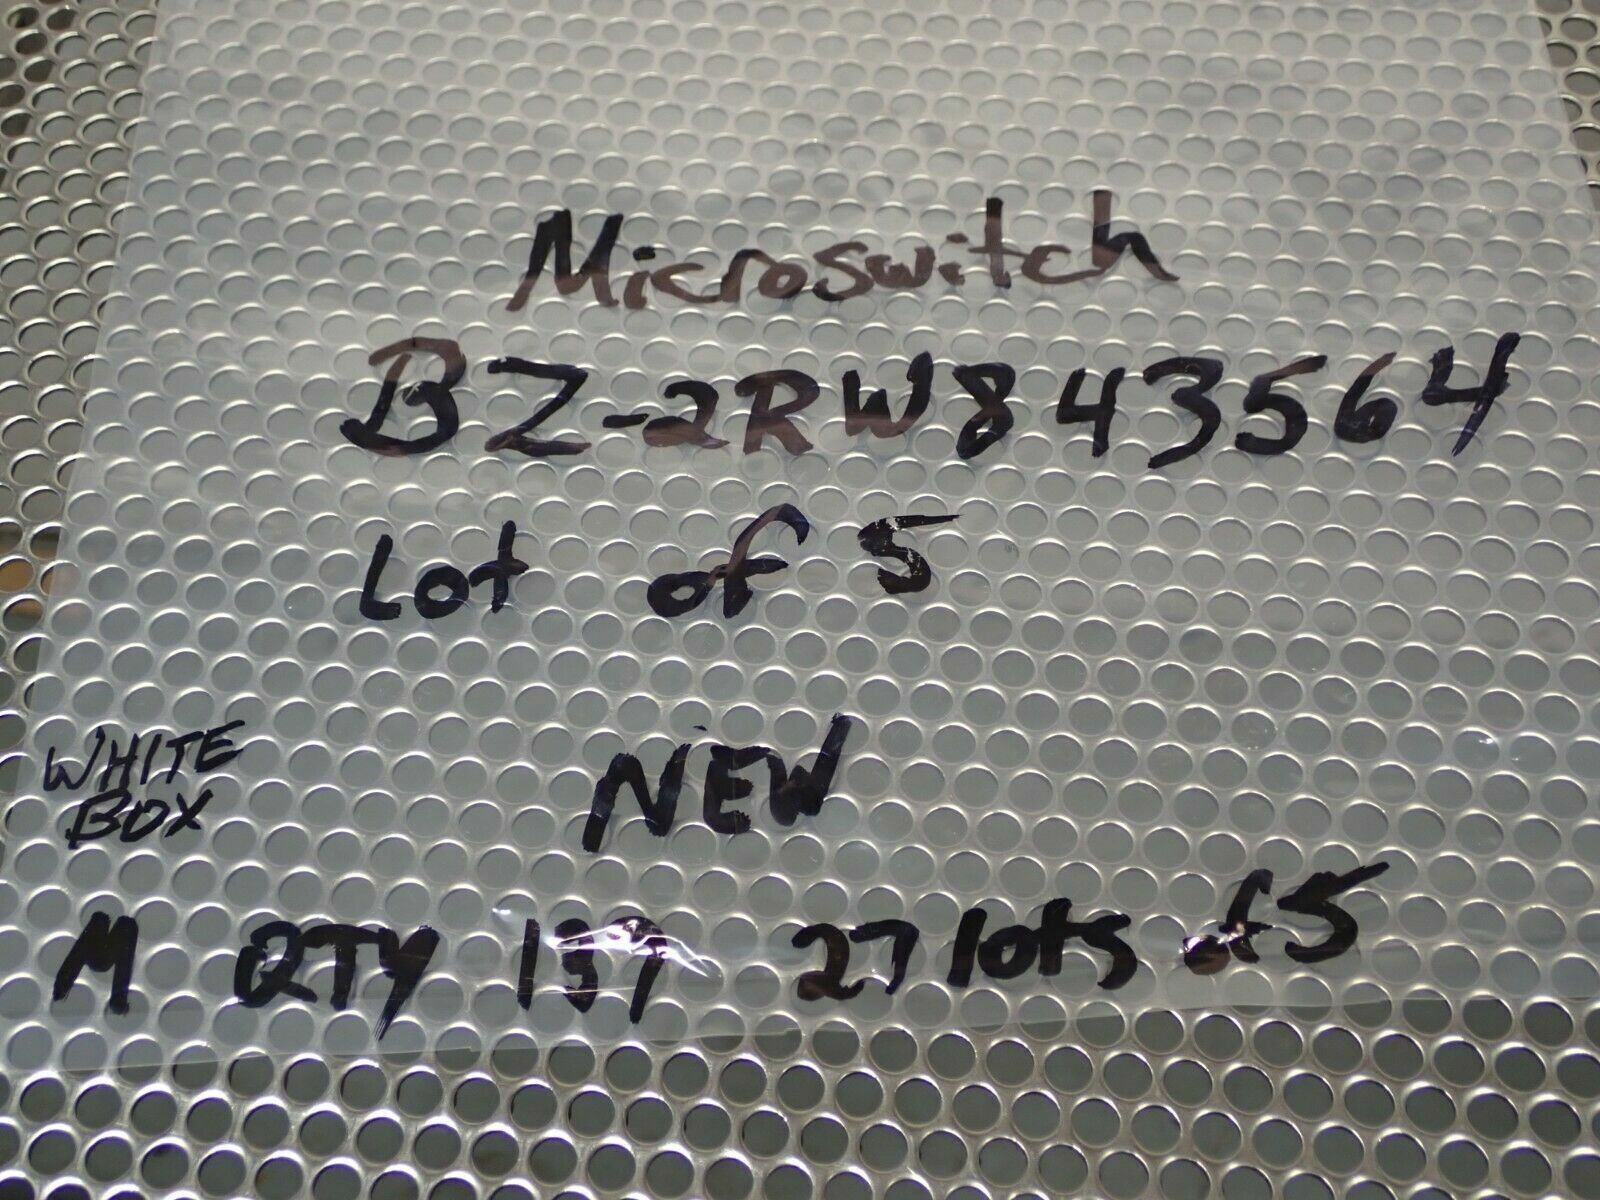 Microswitch
BZ-2RW843564
Lot of 5
WHITE
BOX
NEW
M QTY 137 27 lots of 5